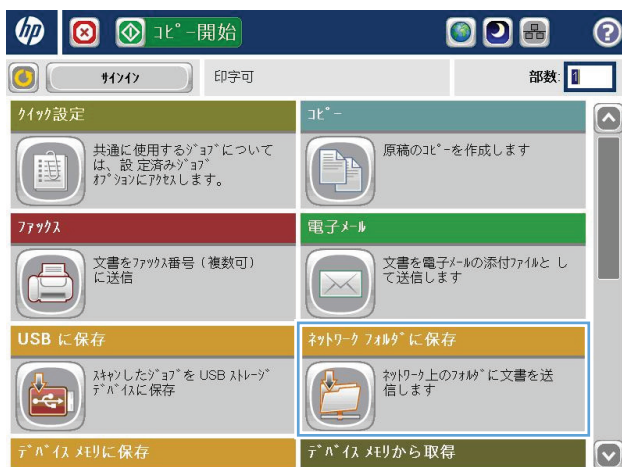 hp
ｺﾋﾟｰ開始
?
ｻｲﾝｲﾝ
印字可
部数: 1
ｸｲｯｸ設定
共通に使用するｼﾞｮﾌﾞについて
は、設 定済みｼﾞｮﾌﾞ
ｵﾌﾟｼｮﾝにｱｸｾｽしま す。
ｺﾋﾟｰ
原稿のｺﾋﾟｰを作成します
ﾌｧｯｸｽ
文書をﾌｧｯｸｽ番号（複数可）
に送信
電子ﾒｰﾙ
文書を電子ﾒｰﾙの添付ﾌｧｲﾙと し
て送信しま す
USB に保存
ｽｷｬﾝしたｼﾞｮﾌﾞを USB ｽﾄﾚｰｼﾞ
ﾃﾞﾊﾞｲｽに保存
ﾈｯﾄﾜｰｸ ﾌｫﾙﾀﾞに保存
ﾈｯﾄﾜｰｸ上のﾌｫﾙﾀﾞに文書を送
信します
ﾃﾞﾊﾞｲｽ ﾒﾓﾘに保存
ﾃﾞﾊﾞｲｽ ﾒﾓﾘから取得